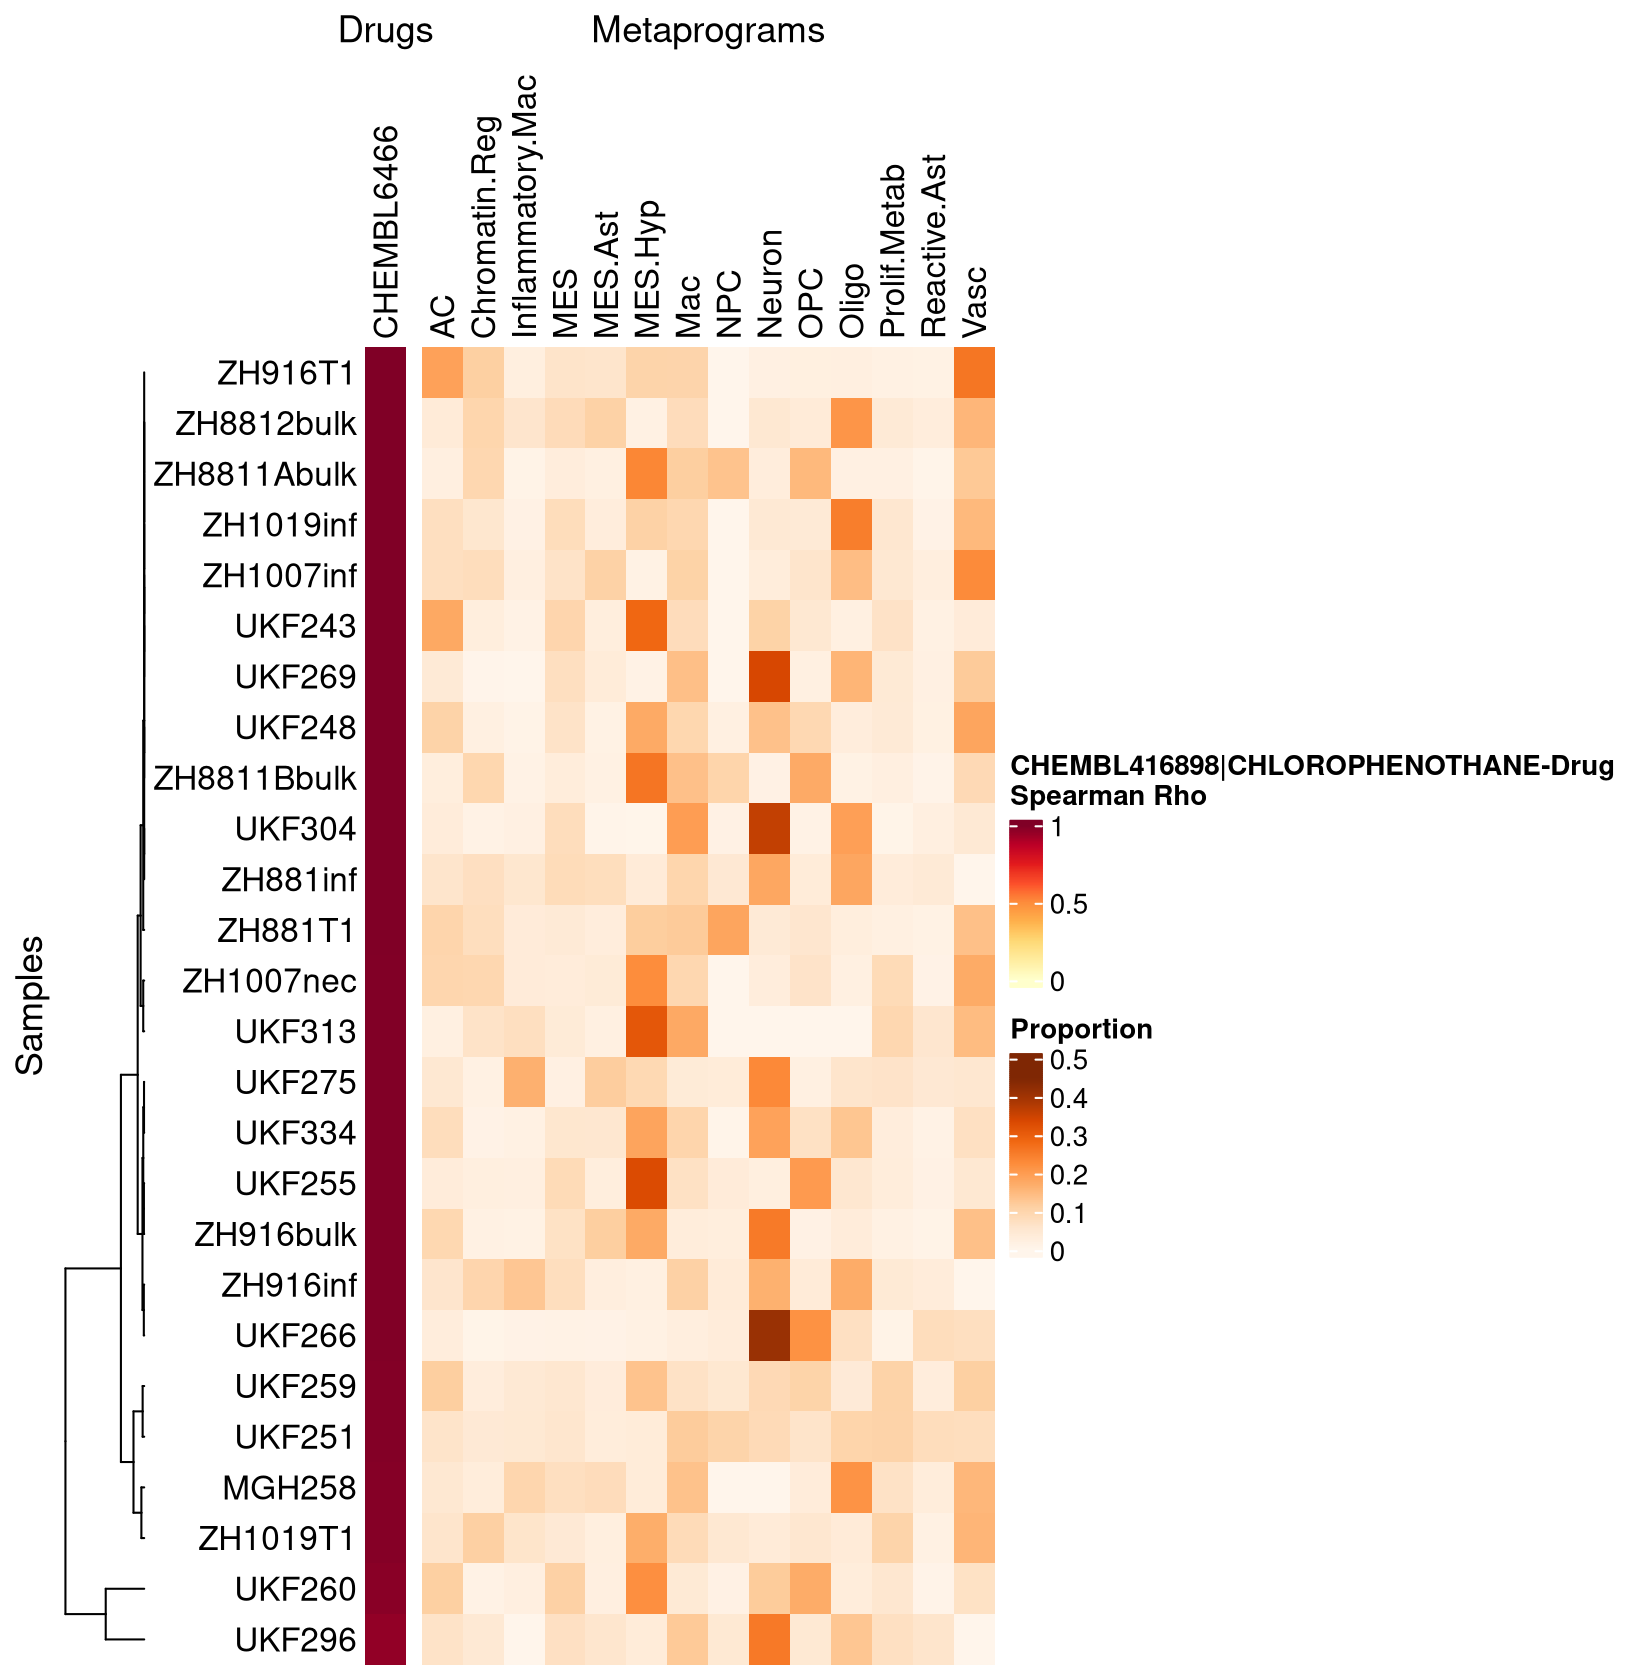 Drugs
Metaprograms
CHEMBL6466
AC
Chromatin.Reg
Inflammatory.Mac
MES
MES.Ast
MES.Hyp
Mac
NPC
Neuron
OPC
Oligo
Prolif.Metab
Reactive.Ast
Vasc
Samples
ZH916T1
ZH8812bulk
ZH8811Abulk
ZH1019inf
ZH1007inf
UKF243
UKF269
UKF248
ZH8811Bbulk
UKF304
ZH881inf
ZH881T1
ZH1007nec
UKF313
UKF275
UKF334
UKF255
ZH916bulk
ZH916inf
UKF266
UKF259
UKF251
MGH258
ZH1019T1
UKF260
UKF296
CHEMBL416898|CHLOROPHENOTHANE-Drug
Spearman Rho
1
0.5
0
Proportion
0.5
0.4
0.3
0.2
0.1
0